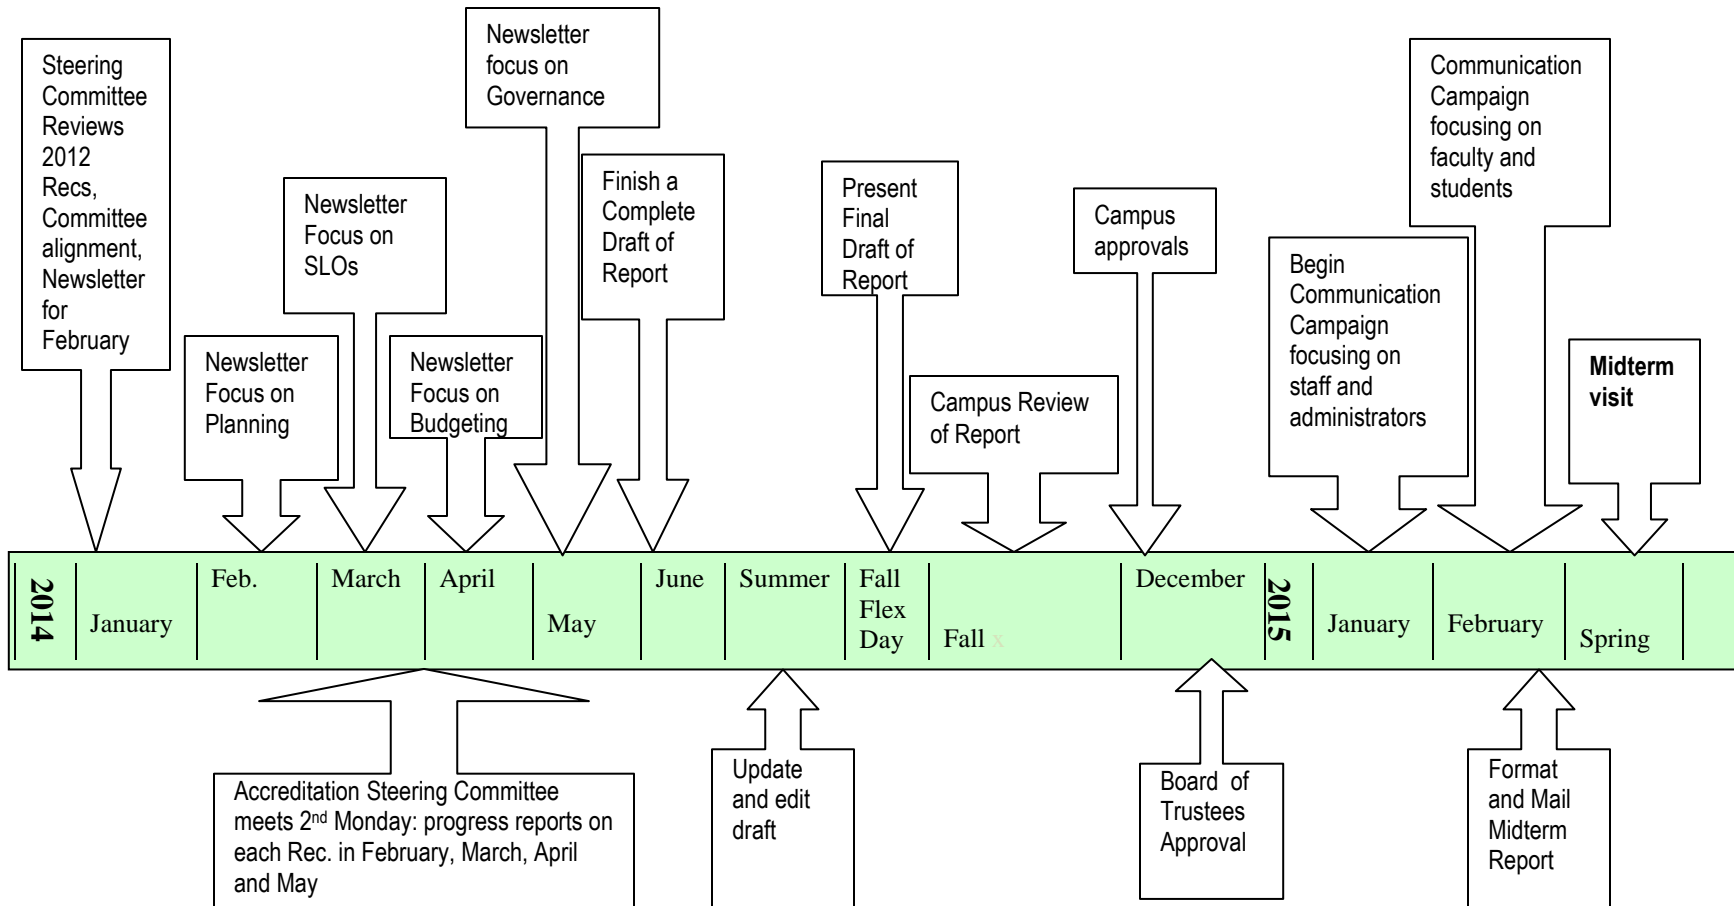 Steering
Committee
Reviews
2012
Recs,
Committee
alignment,
Newsletter
for
February
Newsletter
Focus on
Planning
Newsletter
Focus on
SLOs
Newsletter
Focus on
Budgeting
Newsletter
focus on
Governance
Finish a
Complete
Draft of
Report
Present
Final
Draft of
Report
Campus Review
of Report
Campus
approvals
Begin
Communication
Campaign
focusing on
staff and
administrators
Communication
Campaign
focusing on
faculty and
students
Midterm
visit
2014
January
Feb.
March
April
May
June
Summer
Fall
Flex
Day
Fall x
December
2015
January
February
Spring
Accreditation Steering Committee
meets 2nd Monday: progress reports on
each Rec. in February, March, April
and May
Update
and edit
draft
Board of
Trustees
Approval
Format
and Mail
Midterm
Report